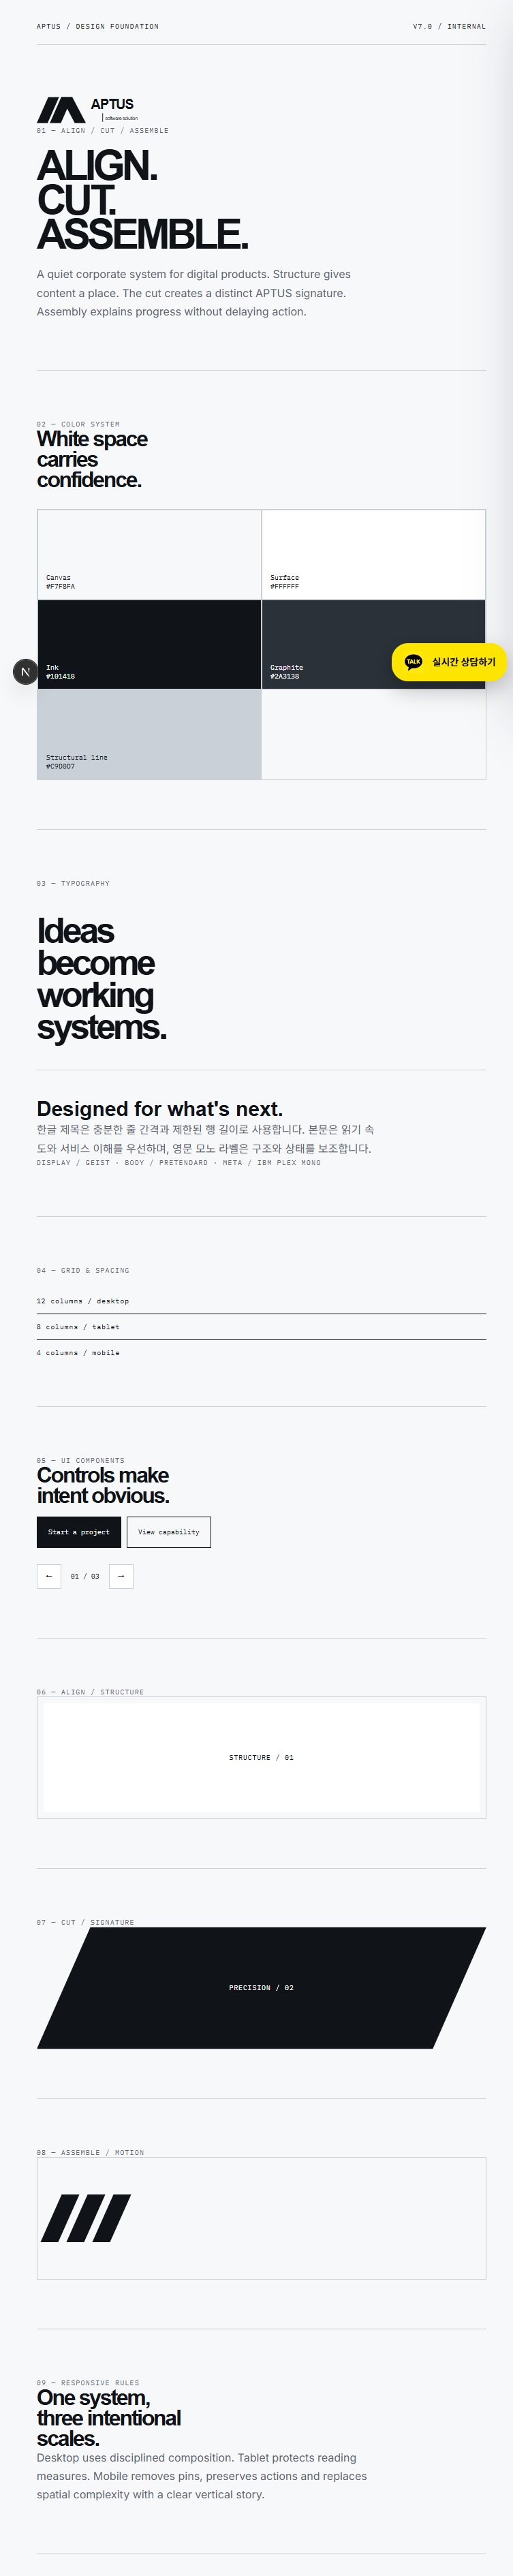 APTUS / DESIGN FOUNDATION
V7.0 / INTERNAL
APTUS
software solution
01 — ALIGN / CUT / ASSEMBLE
ALIGN.
CUT.
ASSEMBLE.
A quiet corporate system for digital products. Structure gives
content a place. The cut creates a distinct APTUS signature.
Assembly explains progress without delaying action.
02 — COLOR SYSTEM
White space
carries
confidence.
Canvas
#F7F8FA
Surface
#FFFFFF
Ink
#101418
Graphite
#2A3138
N
TALK
실시간 상담하기
Structural line
#C9D0D7
03 — TYPOGRAPHY
Ideas
become
working
systems.
Designed for what's next.
한글 제목은 충분한 줄 간격과 제한된 행 길이로 사용합니다. 본문은 읽기 속
도와 서비스 이해를 우선하며, 영문 모노 라벨은 구조와 상태를 보조합니다.
DISPLAY / GEIST · BODY / PRETENDARD · META / IBM PLEX MONO
04 — GRID & SPACING
12 columns / desktop
8 columns / tablet
4 columns / mobile
05 — UI COMPONENTS
Controls make
intent obvious.
Start a project
View capability
← 01 / 03 →
06 — ALIGN / STRUCTURE
STRUCTURE / 01
07 — CUT / SIGNATURE
PRECISION / 02
08 — ASSEMBLE / MOTION
09 — RESPONSIVE RULES
One system,
three intentional
scales.
Desktop uses disciplined composition. Tablet protects reading
measures. Mobile removes pins, preserves actions and replaces
spatial complexity with a clear vertical story.